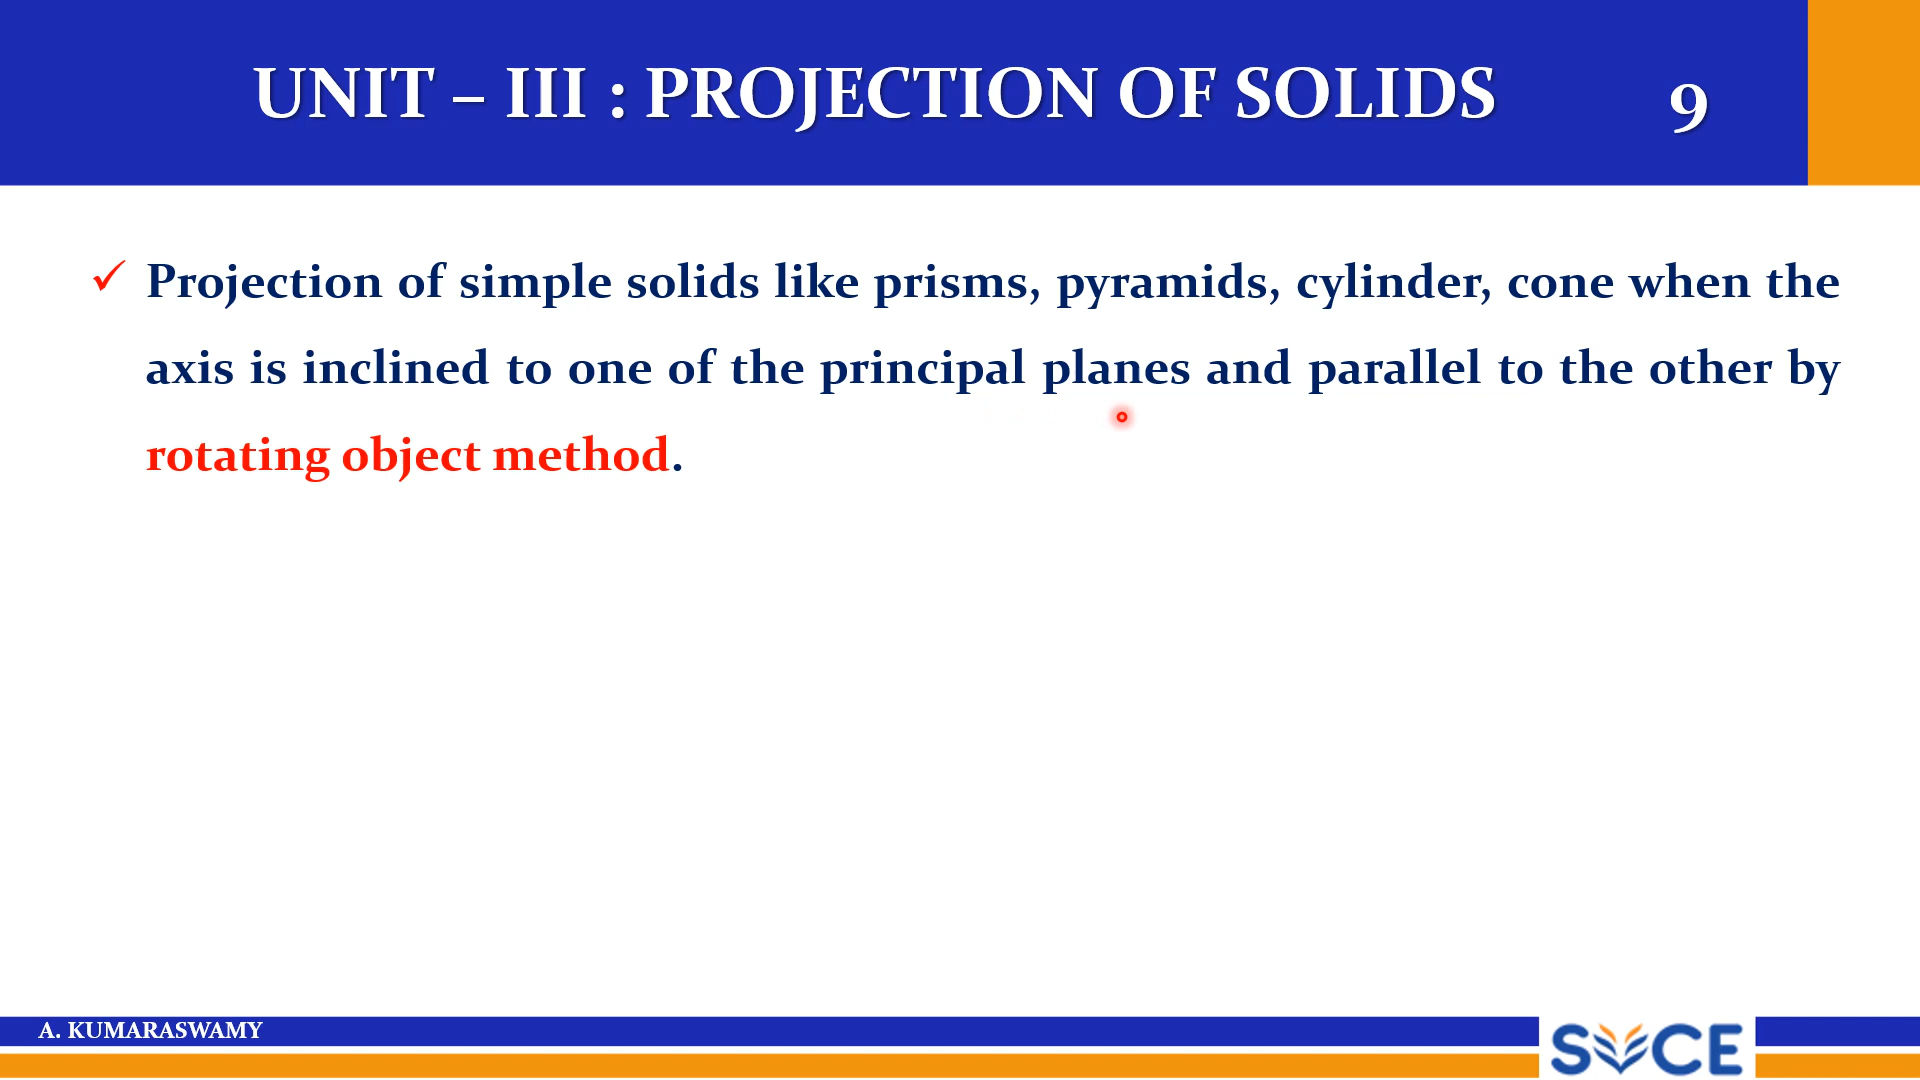 UNIT – III : PROJECTION OF SOLIDS 9
✓ Projection of simple solids like prisms, pyramids, cylinder, cone when the
axis is inclined to one of the principal planes and parallel to the other by
rotating object method.
A. KUMARASWAMY
SVCE